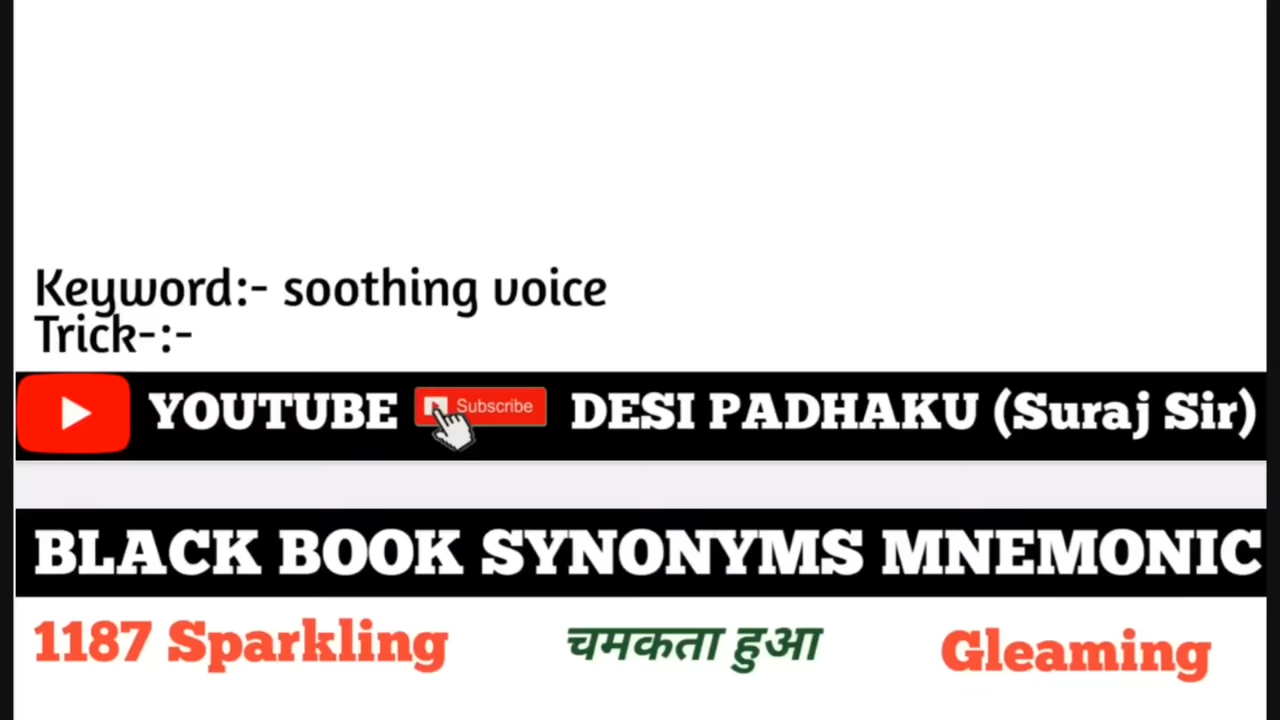 Keyword:- soothing voice
Trick-:-
YOUTUBE Subscribe DESI PADHAKU (Suraj Sir)
BLACK BOOK SYNONYMS MNEMONIC
1187 Sparkling चमकता हुआ Gleaming